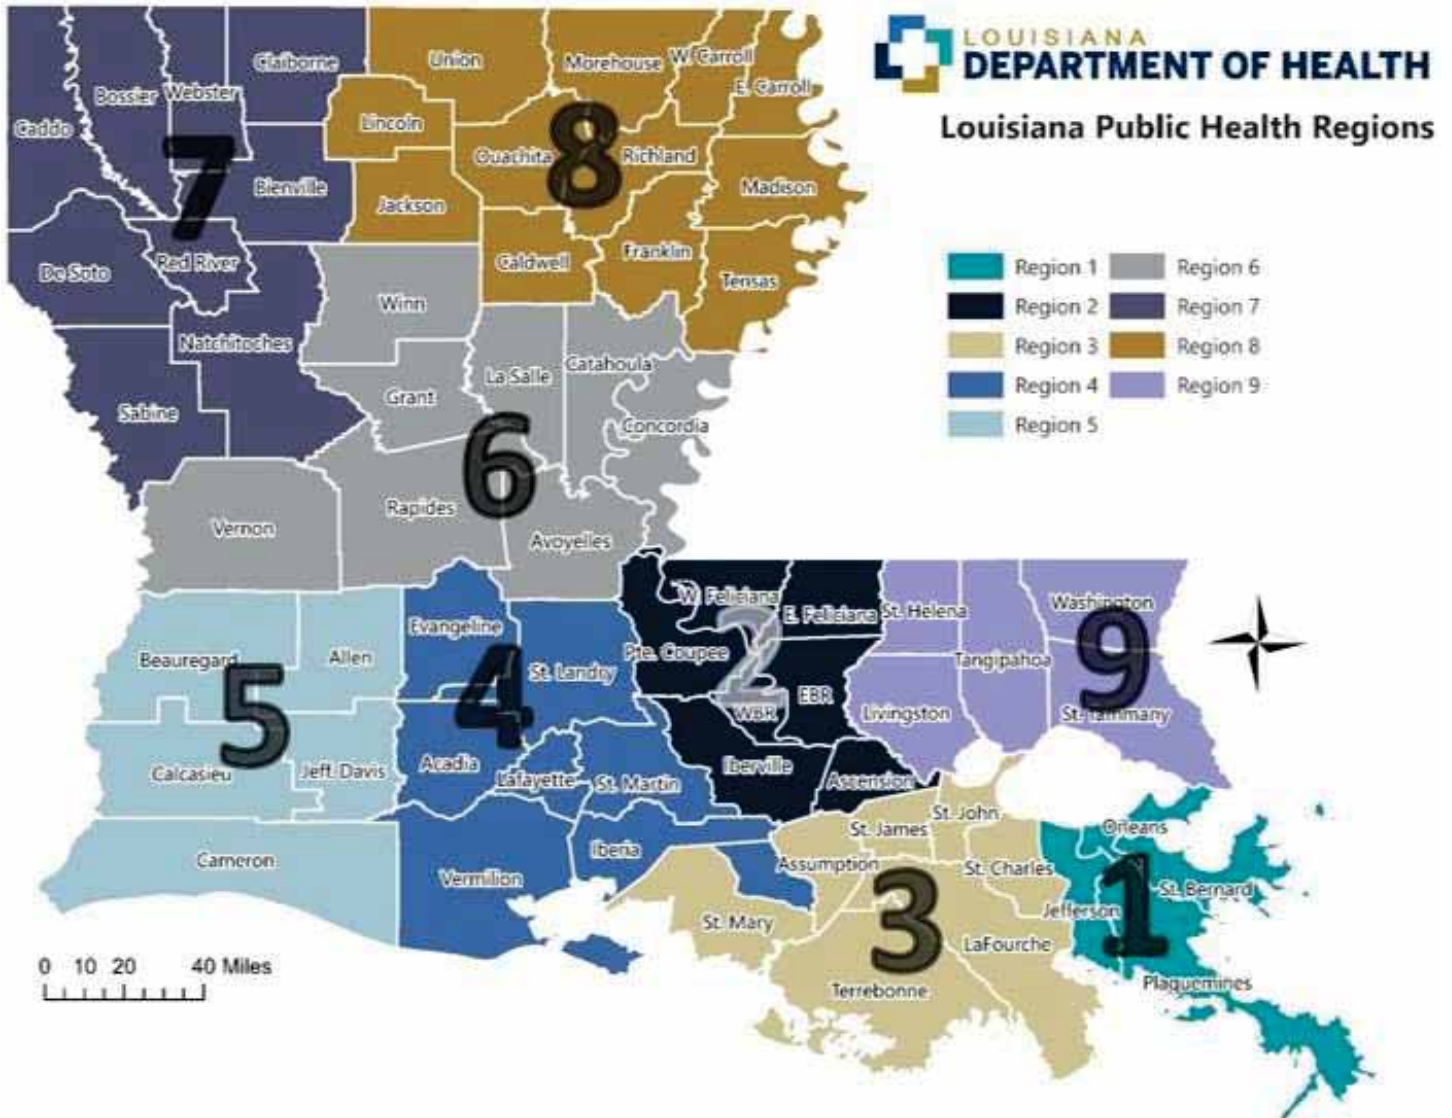 LOUISIANA
DEPARTMENT OF HEALTH
Louisiana Public Health Regions
Region 1
Region 2
Region 3
Region 4
Region 5
Region 6
Region 7
Region 8
Region 9
Caddo
Bossier
Webster
Claiborne
Bienville
De Soto
Red River
Natchitoches
Sabine
7
Union
Morehouse
W. Carroll
E. Carroll
Lincoln
Ouachita
Richland
Madison
Jackson
Caldwell
Franklin
Tensas
8
Winn
Grant
La Salle
Catahoula
Concordia
Vernon
Rapides
Avoyelles
6
Beauregard
Allen
Calcasieu
Jeff. Davis
Cameron
5
Evangeline
St. Landry
Acadia
Lafayette
St. Martin
Iberia
Vermilion
4
W. Feliciana
E. Feliciana
Pte. Coupee
WBR
EBR
Iberville
Ascension
2
St. Helena
Tangipahoa
Washington
Livingston
St. Tammany
9
St. James
St. John
Assumption
St. Charles
St. Mary
LaFourche
Terrebonne
3
Orleans
St. Bernard
Jefferson
Plaquemines
1
0 10 20 40 Miles